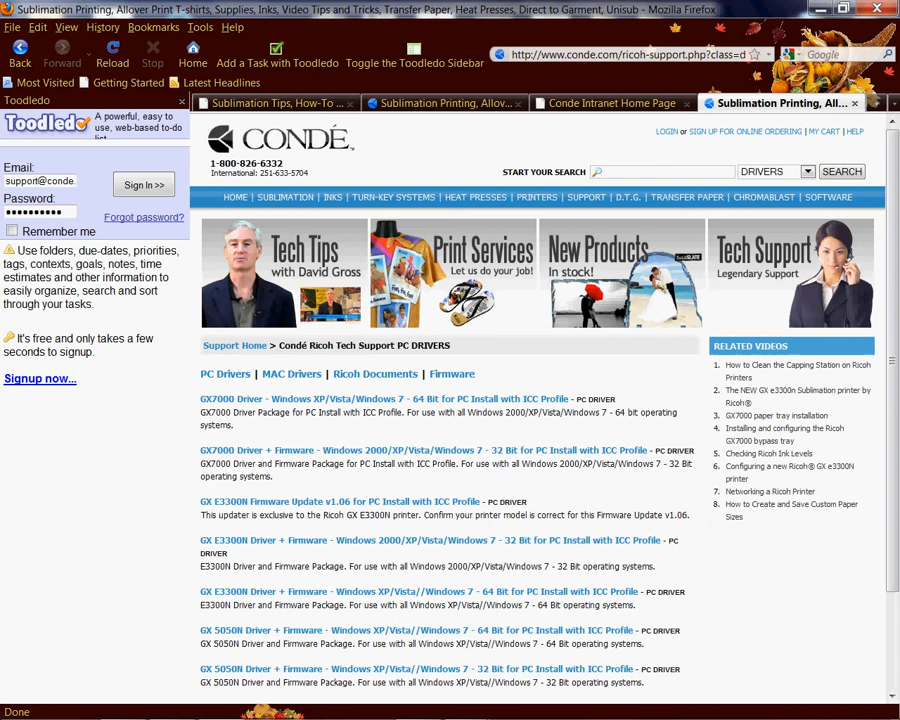 Sublimation Printing, Allover Print T-shirts, Supplies, Inks, Video Tips and Tricks, Transfer Paper, Heat Presses, Direct to Garment, Unisub - Mozilla Firefox
File Edit View History Bookmarks Tools Help
Back Forward Reload Stop Home Add a Task with Toodledo Toggle the Toodledo Sidebar http://www.conde.com/ricoh-support.php?class=d Google
Most Visited Getting Started Latest Headlines
Toodledo
Sublimation Tips, How-To ... Sublimation Printing, Allov... Conde Intranet Home Page Sublimation Printing, All...
Toodledo
A powerful, easy to
use, web-based to-do
list.
Email:
support@conde.
Password:
Sign In >>
Forgot password?
Remember me
Use folders, due-dates, priorities,
tags, contexts, goals, notes, time
estimates and other information to
easily organize, search and sort
through your tasks.
It's free and only takes a few
seconds to signup.
Signup now...
CONDÉ
1-800-826-6332
International: 251-633-5704
LOGIN or SIGN UP FOR ONLINE ORDERING | MY CART | HELP
START YOUR SEARCH DRIVERS SEARCH
HOME | SUBLIMATION | INKS | TURN-KEY SYSTEMS | HEAT PRESSES | PRINTERS | SUPPORT | D.T.G. | TRANSFER PAPER | CHROMABLAST | SOFTWARE
Tech Tips
with David Gross
Print Services
Let us do your job!
New Products
In stock!
Tech Support
Legendary Support
Support Home > Condé Ricoh Tech Support PC DRIVERS
PC Drivers | MAC Drivers | Ricoh Documents | Firmware
GX7000 Driver - Windows XP/Vista/Windows 7 - 64 Bit for PC Install with ICC Profile - PC DRIVER
GX7000 Driver Package for PC Install with ICC Profile. For use with all Windows 2000/XP/Vista/Windows 7 - 64 bit operating
systems.
GX7000 Driver + Firmware - Windows 2000/XP/Vista/Windows 7 - 32 Bit for PC Install with ICC Profile - PC DRIVER
GX7000 Driver and Firmware Package for PC Install with ICC Profile. For use with all Windows 2000/XP/Vista/Windows 7 - 32 Bit
operating systems.
GX E3300N Firmware Update v1.06 for PC Install with ICC Profile - PC DRIVER
This updater is exclusive to the Ricoh GX E3300N printer. Confirm your printer model is correct for this Firmware Update v1.06.
GX E3300N Driver + Firmware - Windows 2000/XP/Vista/Windows 7 - 32 Bit for PC Install with ICC Profile - PC
DRIVER
E3300N Driver and Firmware Package. For use with all Windows 2000/XP/Vista/Windows 7 - 32 Bit operating systems.
GX E3300N Driver + Firmware - Windows XP/Vista//Windows 7 - 64 Bit for PC Install with ICC Profile - PC DRIVER
E3300N Driver and Firmware Package. For use with all Windows XP/Vista//Windows 7 - 64 Bit operating systems.
GX 5050N Driver + Firmware - Windows XP/Vista//Windows 7 - 64 Bit for PC Install with ICC Profile - PC DRIVER
GX 5050N Driver and Firmware Package. For use with all Windows XP/Vista//Windows 7 - 64 Bit operating systems.
GX 5050N Driver + Firmware - Windows XP/Vista//Windows 7 - 32 Bit for PC Install with ICC Profile - PC DRIVER
GX 5050N Driver and Firmware Package. For use with all Windows XP/Vista//Windows 7 - 32 Bit operating systems.
RELATED VIDEOS
1. How to Clean the Capping Station on Ricoh
Printers
2. The NEW GX e3300n Sublimation printer by
Ricoh®
3. GX7000 paper tray installation
4. Installing and configuring the Ricoh
GX7000 bypass tray
5. Checking Ricoh Ink Levels
6. Configuring a new Ricoh® GX e3300N
printer
7. Networking a Ricoh Printer
8. How to Create and Save Custom Paper
Sizes
Done